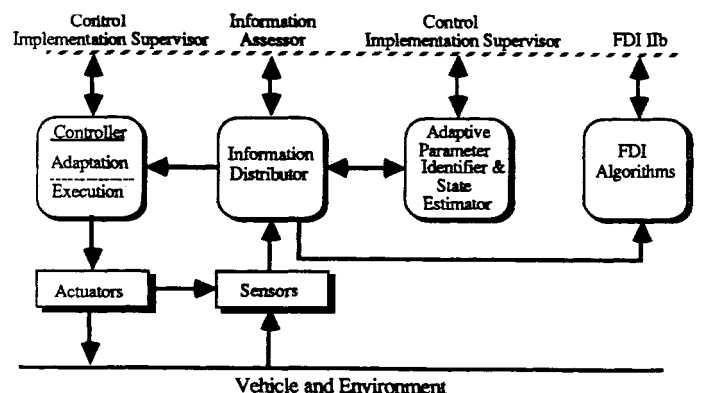 Control
Implementation Supervisor
Information
Assessor
Control
Implementation Supervisor
FDI IIb
Controller
Adaptation
Execution
Information
Distributor
Adaptive
Parameter
Identifier &
State
Estimator
FDI
Algorithms
Actuators
Sensors
Vehicle and Environment